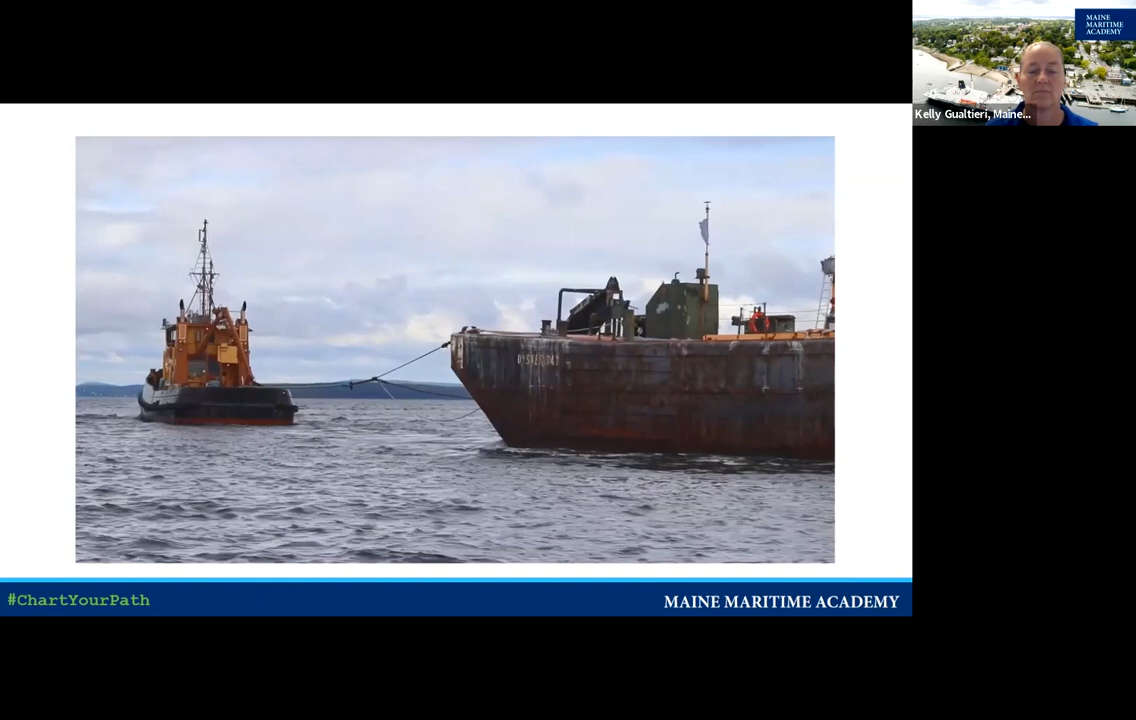 MAINE
MARITIME
ACADEMY
Kelly Gualtieri, Maine...
#ChartYourPath
MAINE MARITIME ACADEMY